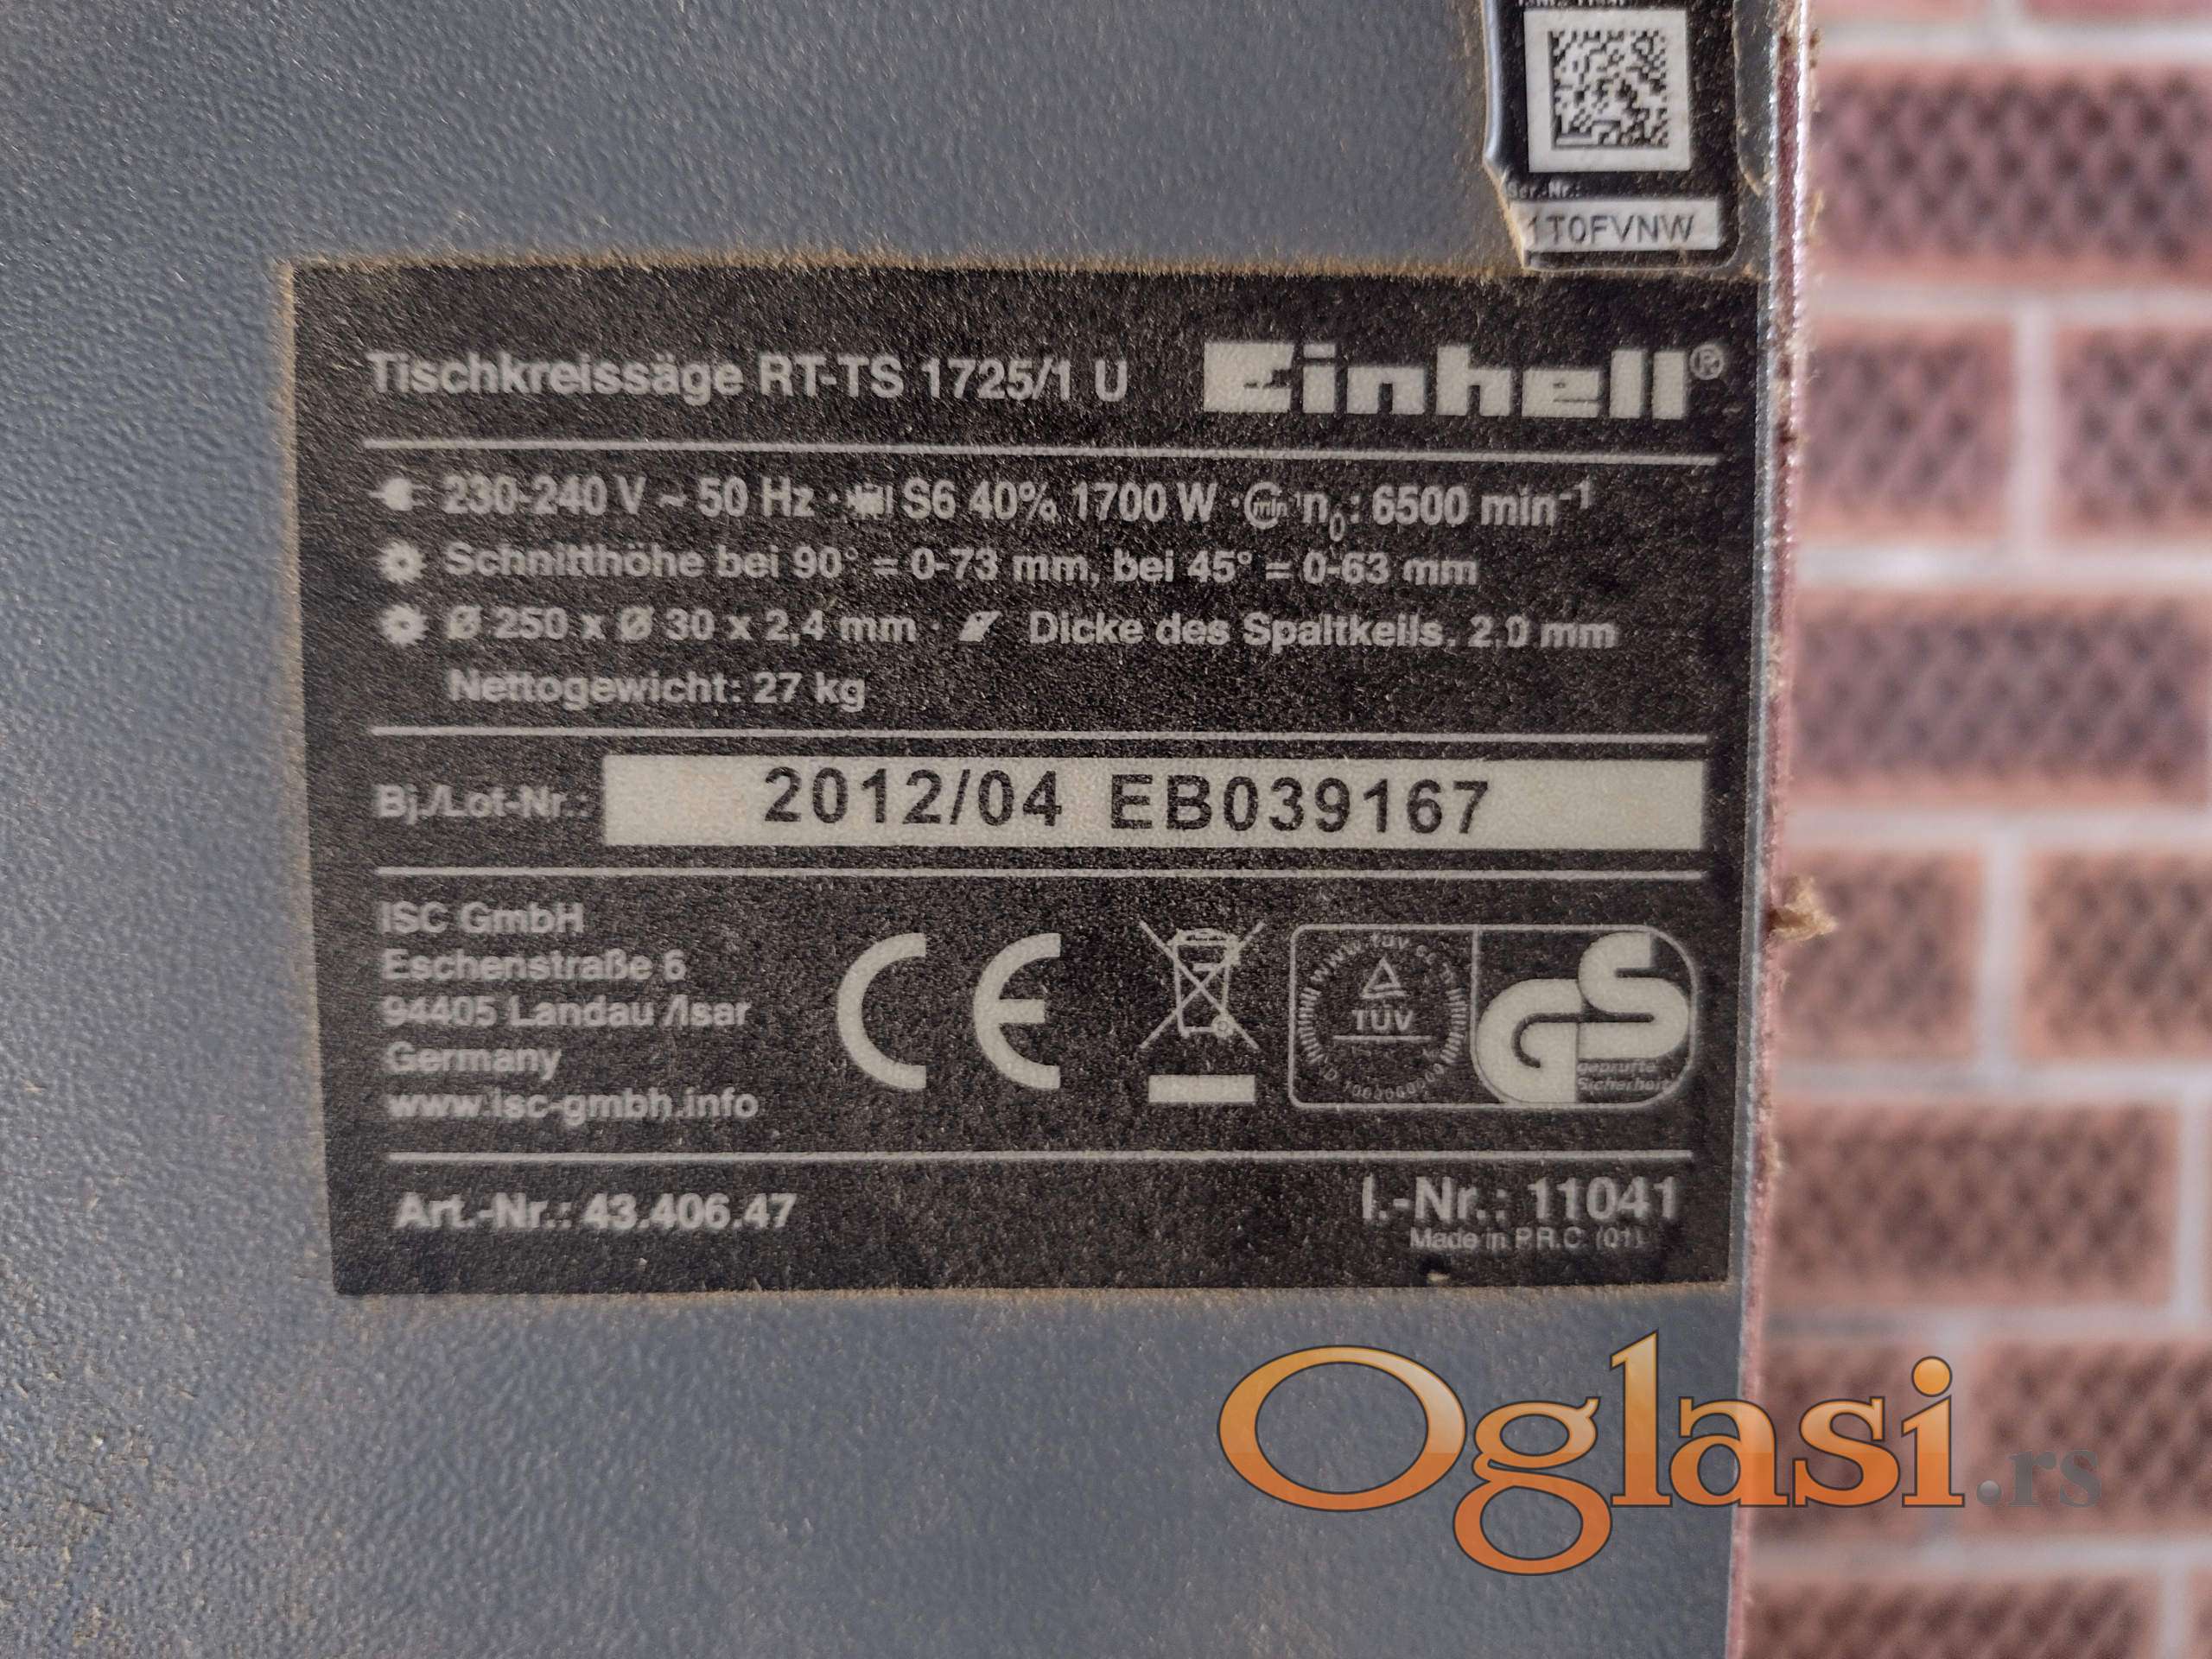 Ser.-Nr.:
1T0FVNW
Tischkreissäge RT-TS 1725/1 U Einhell®
230-240 V ~ 50 Hz · S6 40% 1700 W · min n₀: 6500 min⁻¹
Schnitthöhe bei 90° = 0-73 mm, bei 45° = 0-63 mm
Ø 250 x Ø 30 x 2,4 mm · Dicke des Spaltkeils. 2,0 mm
Nettogewicht: 27 kg
Bj./Lot-Nr.: 2012/04 EB039167
ISC GmbH
Eschenstraße 6
94405 Landau /Isar
Germany
www.isc-gmbh.info
CE
TÜV
GS
geprüfte
Sicherheit
Art.-Nr.: 43.406.47 I.-Nr.: 11041
Made in P.R.C. (01)
Oglasi.rs